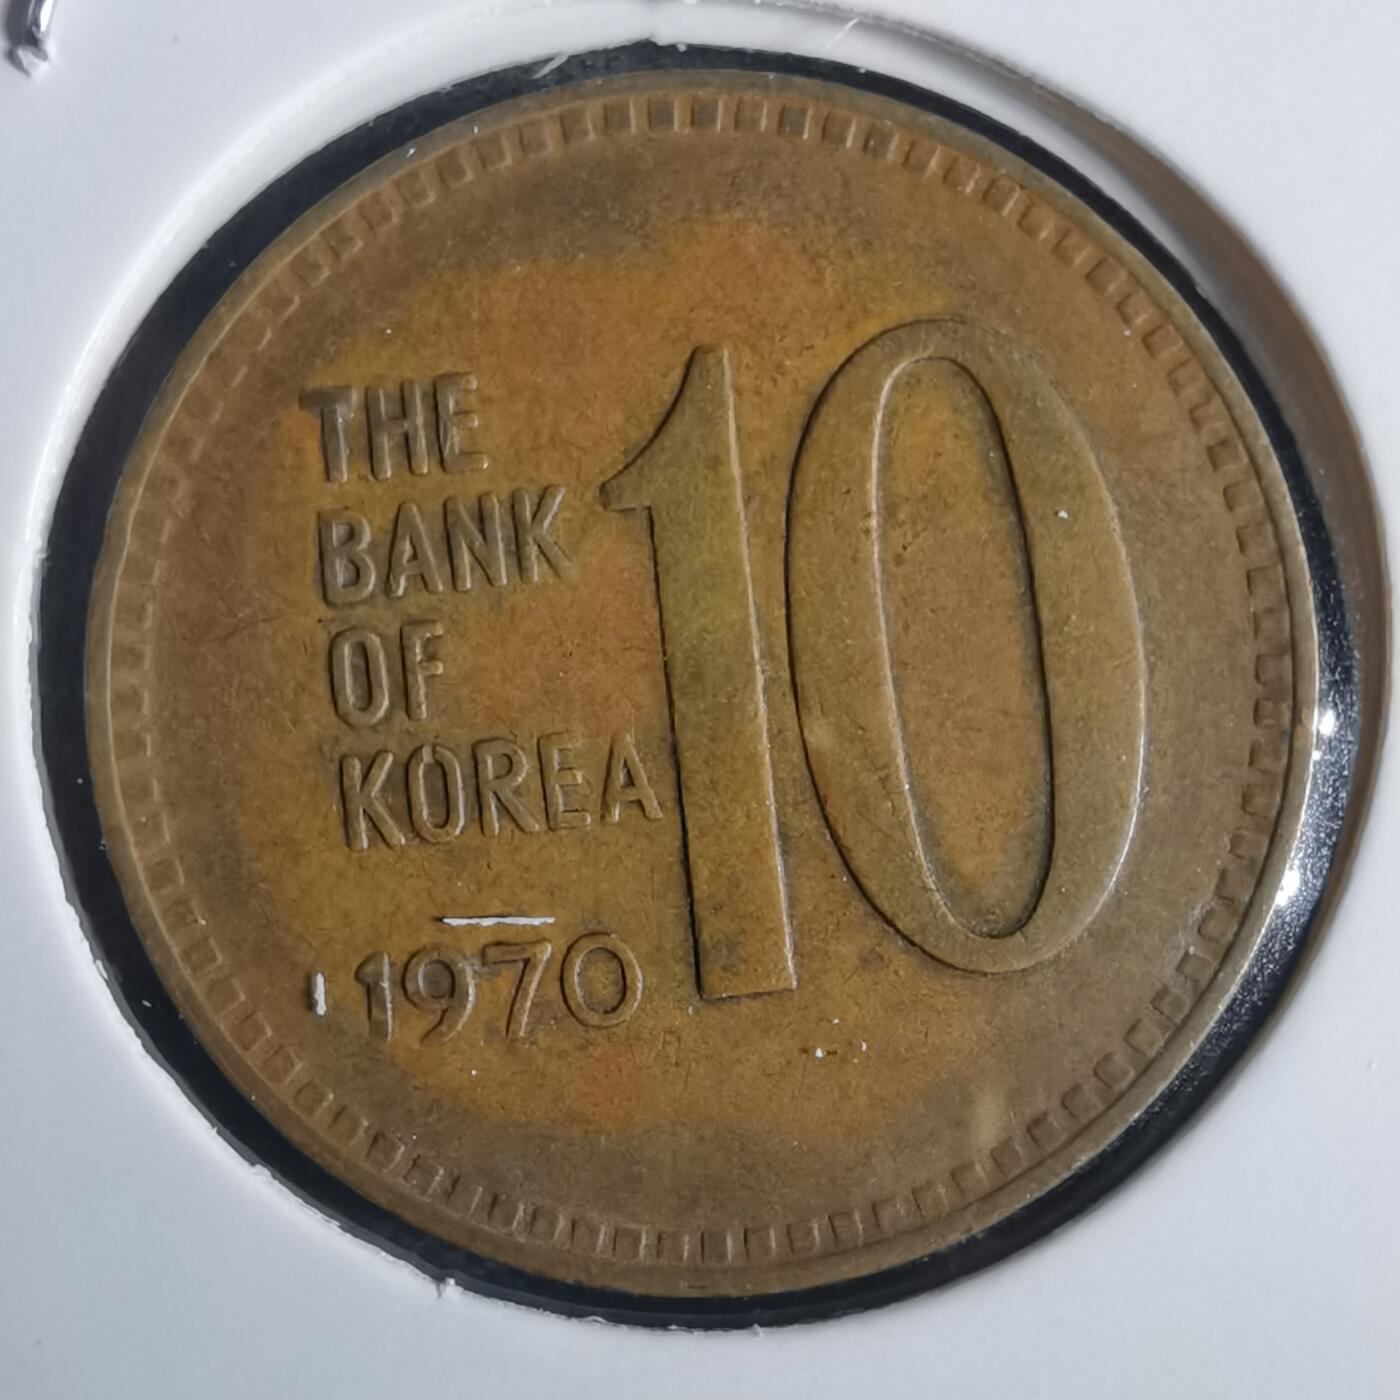 THE
BANK
OF
KOREA
10
1970